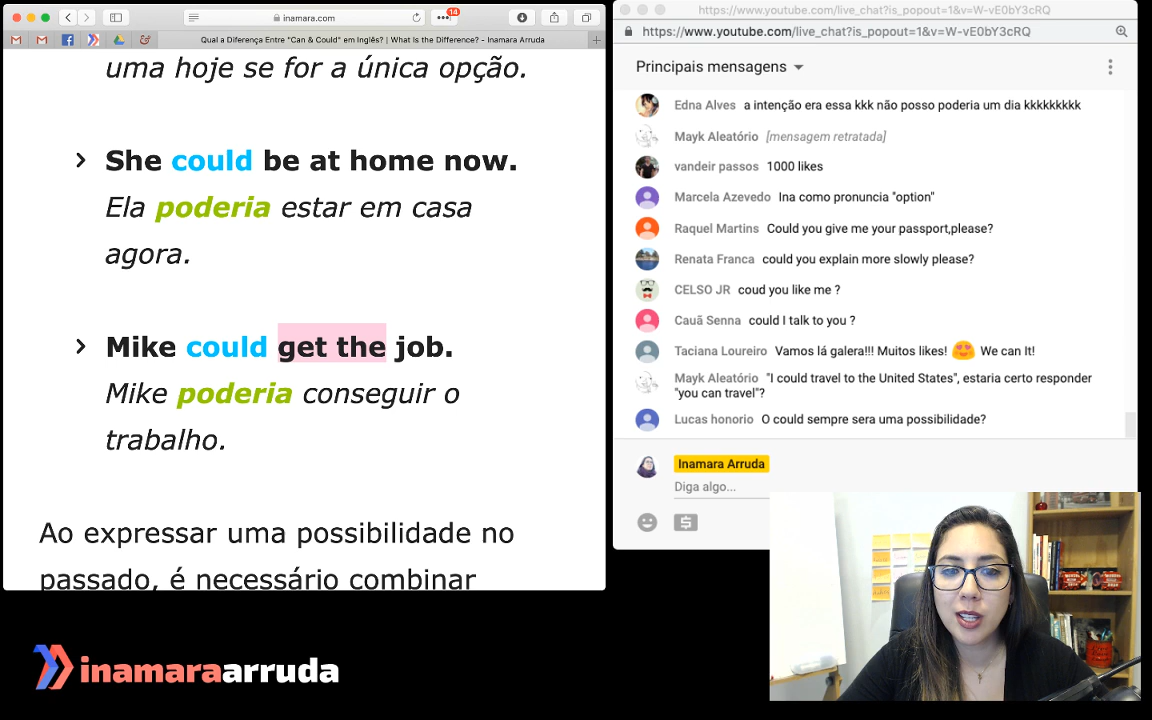 14
inamara.com
Qual a Diferença Entre "Can & Could" em Inglês? | What Is the Difference? - Inamara Arruda
uma hoje se for a única opção.
She could be at home now.
Ela poderia estar em casa
agora.
Mike could get the job.
Mike poderia conseguir o
trabalho.
Ao expressar uma possibilidade no
passado, é necessário combinar
inamaraarruda
https://www.youtube.com/live_chat?is_popout=1&v=W-vE0bY3cRQ
https://www.youtube.com/live_chat?is_popout=1&v=W-vE0bY3cRQ
Principais mensagens
Edna Alves a intenção era essa kkk não posso poderia um dia kkkkkkkkk
Mayk Aleatório [mensagem retratada]
vandeir passos 1000 likes
Marcela Azevedo Ina como pronuncia "option"
Raquel Martins Could you give me your passport,please?
Renata Franca could you explain more slowly please?
CELSO JR coud you like me ?
Cauã Senna could I talk to you ?
Taciana Loureiro Vamos lá galera!!! Muitos likes! 😍 We can It!
Mayk Aleatório "I could travel to the United States", estaria certo responder
"you can travel"?
Lucas honorio O could sempre sera uma possibilidade?
Inamara Arruda
Diga algo...